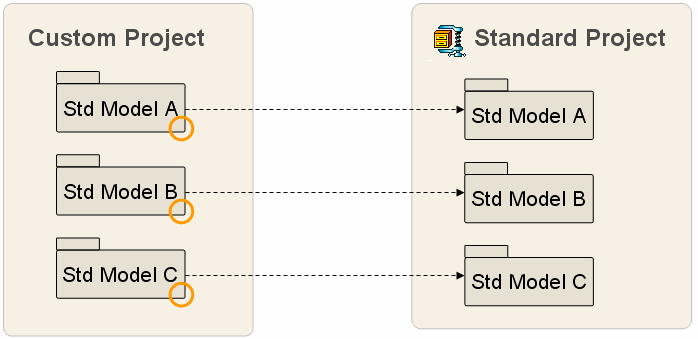 Custom Project
Std Model A
Std Model B
Std Model C
Standard Project
Std Model A
Std Model B
Std Model C